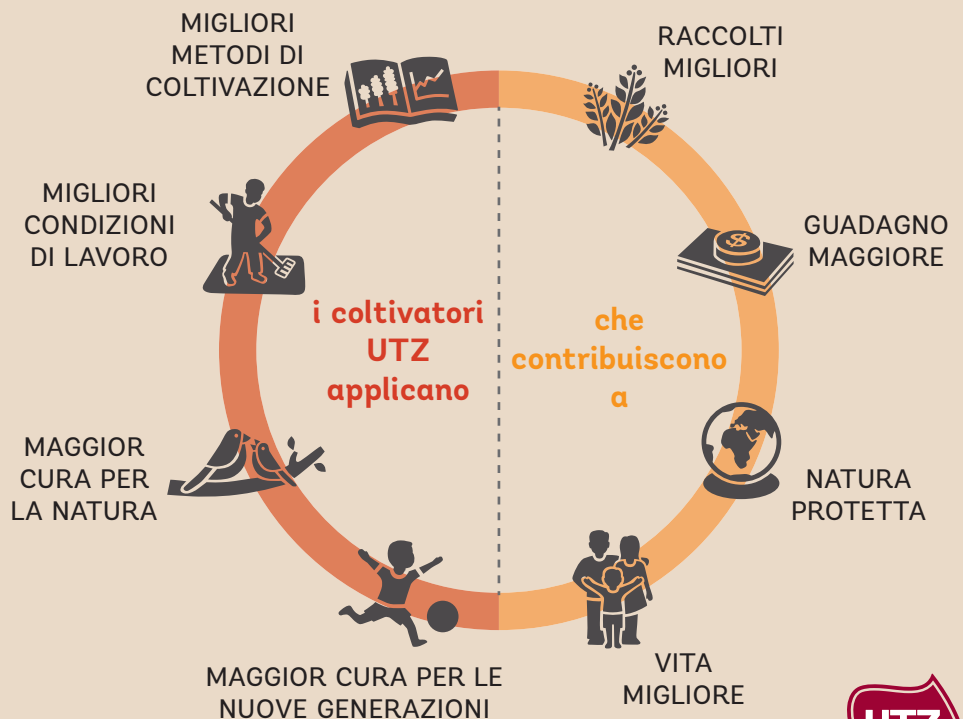 MIGLIORI
METODI DI
COLTIVAZIONE
RACCOLTI
MIGLIORI
MIGLIORI
CONDIZIONI
DI LAVORO
GUADAGNO
MAGGIORE
i coltivatori
UTZ
applicano
che
contribuiscono
a
MAGGIOR
CURA PER
LA NATURA
NATURA
PROTETTA
MAGGIOR CURA PER LE
NUOVE GENERAZIONI
VITA
MIGLIORE
$
UTZ